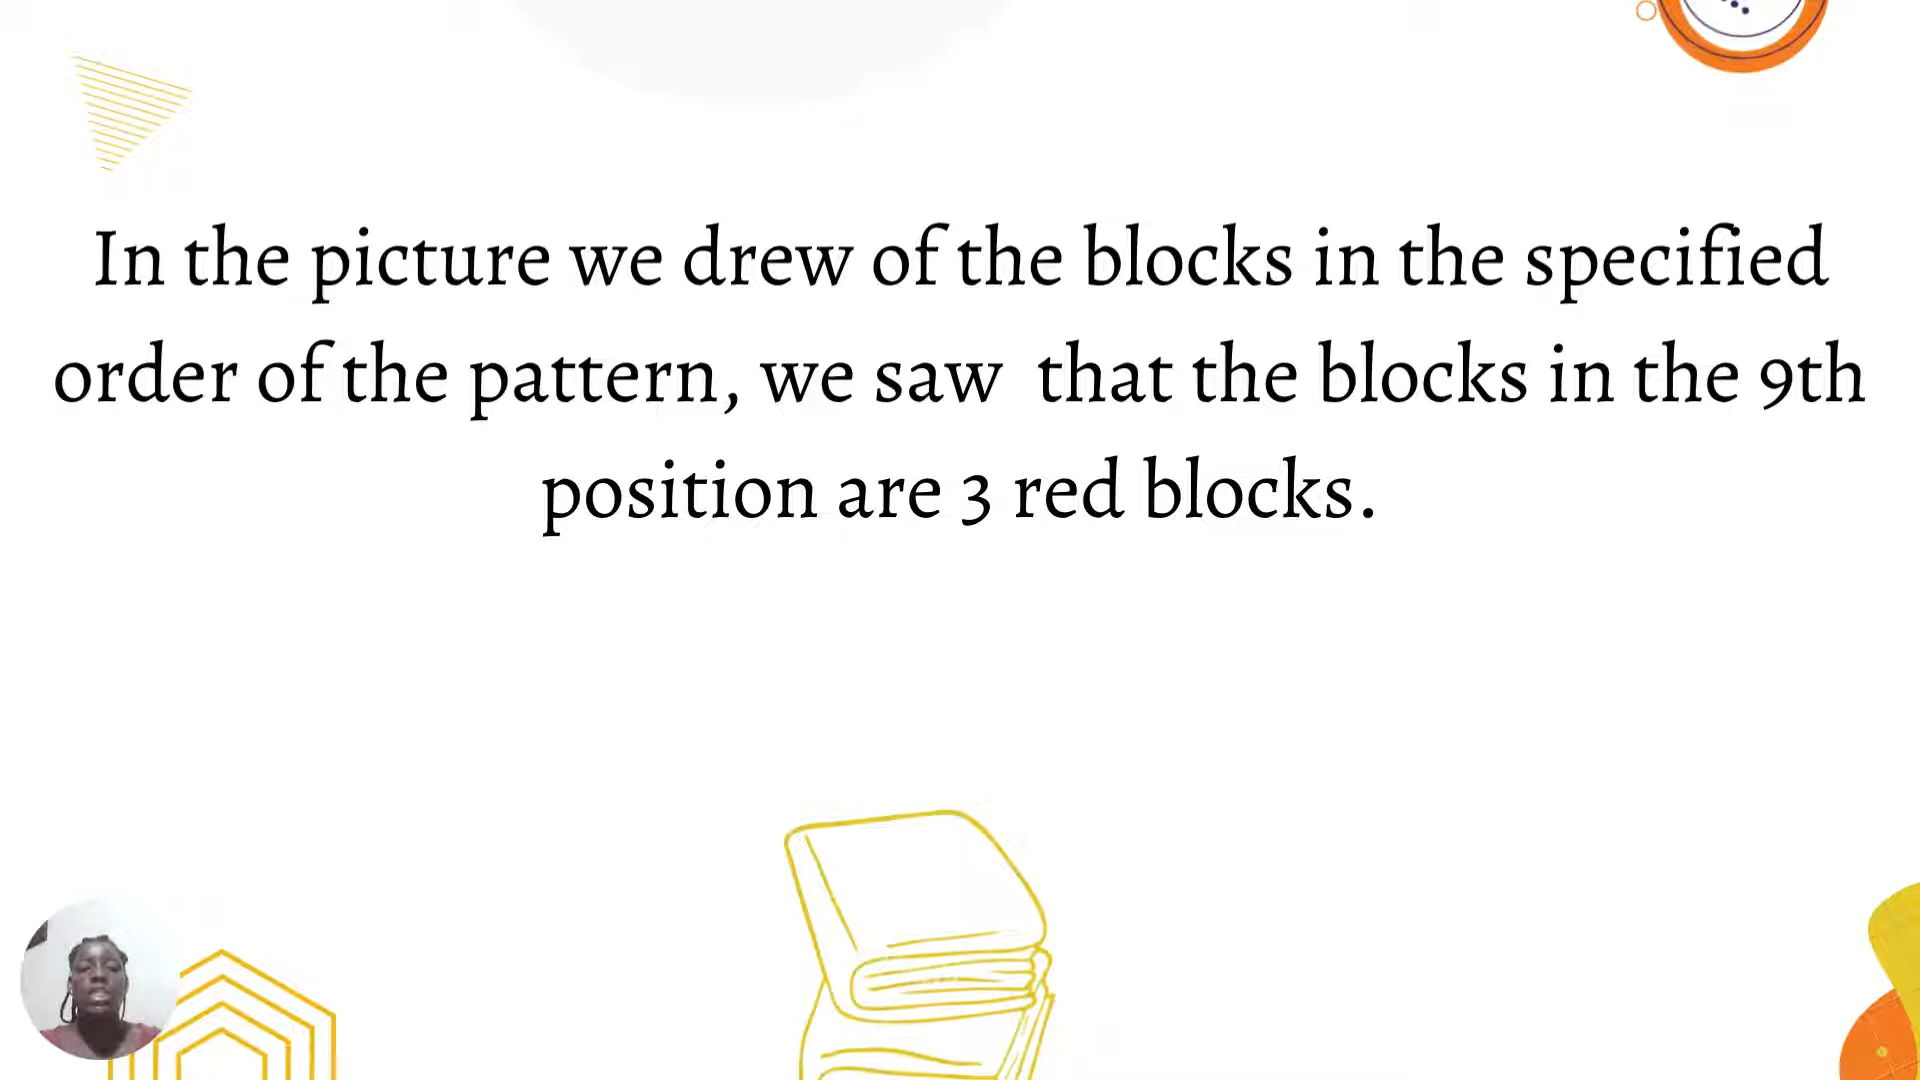 In the picture we drew of the blocks in the specified
order of the pattern, we saw  that the blocks in the 9th
position are 3 red blocks.